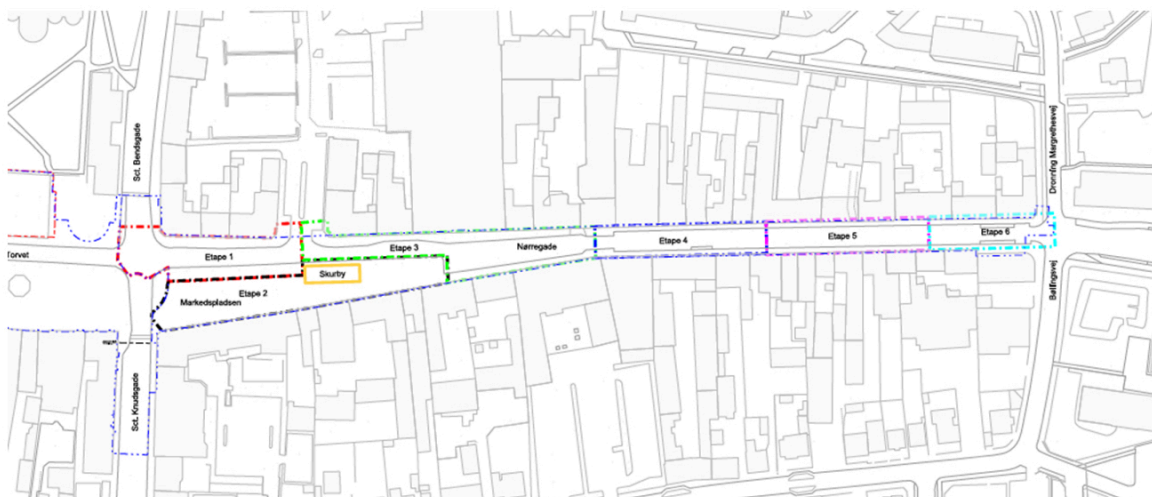 Sct. Bendsgade
Dronning Margrethesvej
Torvet
Etape 1
Etape 3
Nørregade
Etape 4
Etape 5
Etape 6
Skurby
Etape 2
Markedspladsen
Bøllingsvej
Sct. Knudsgade